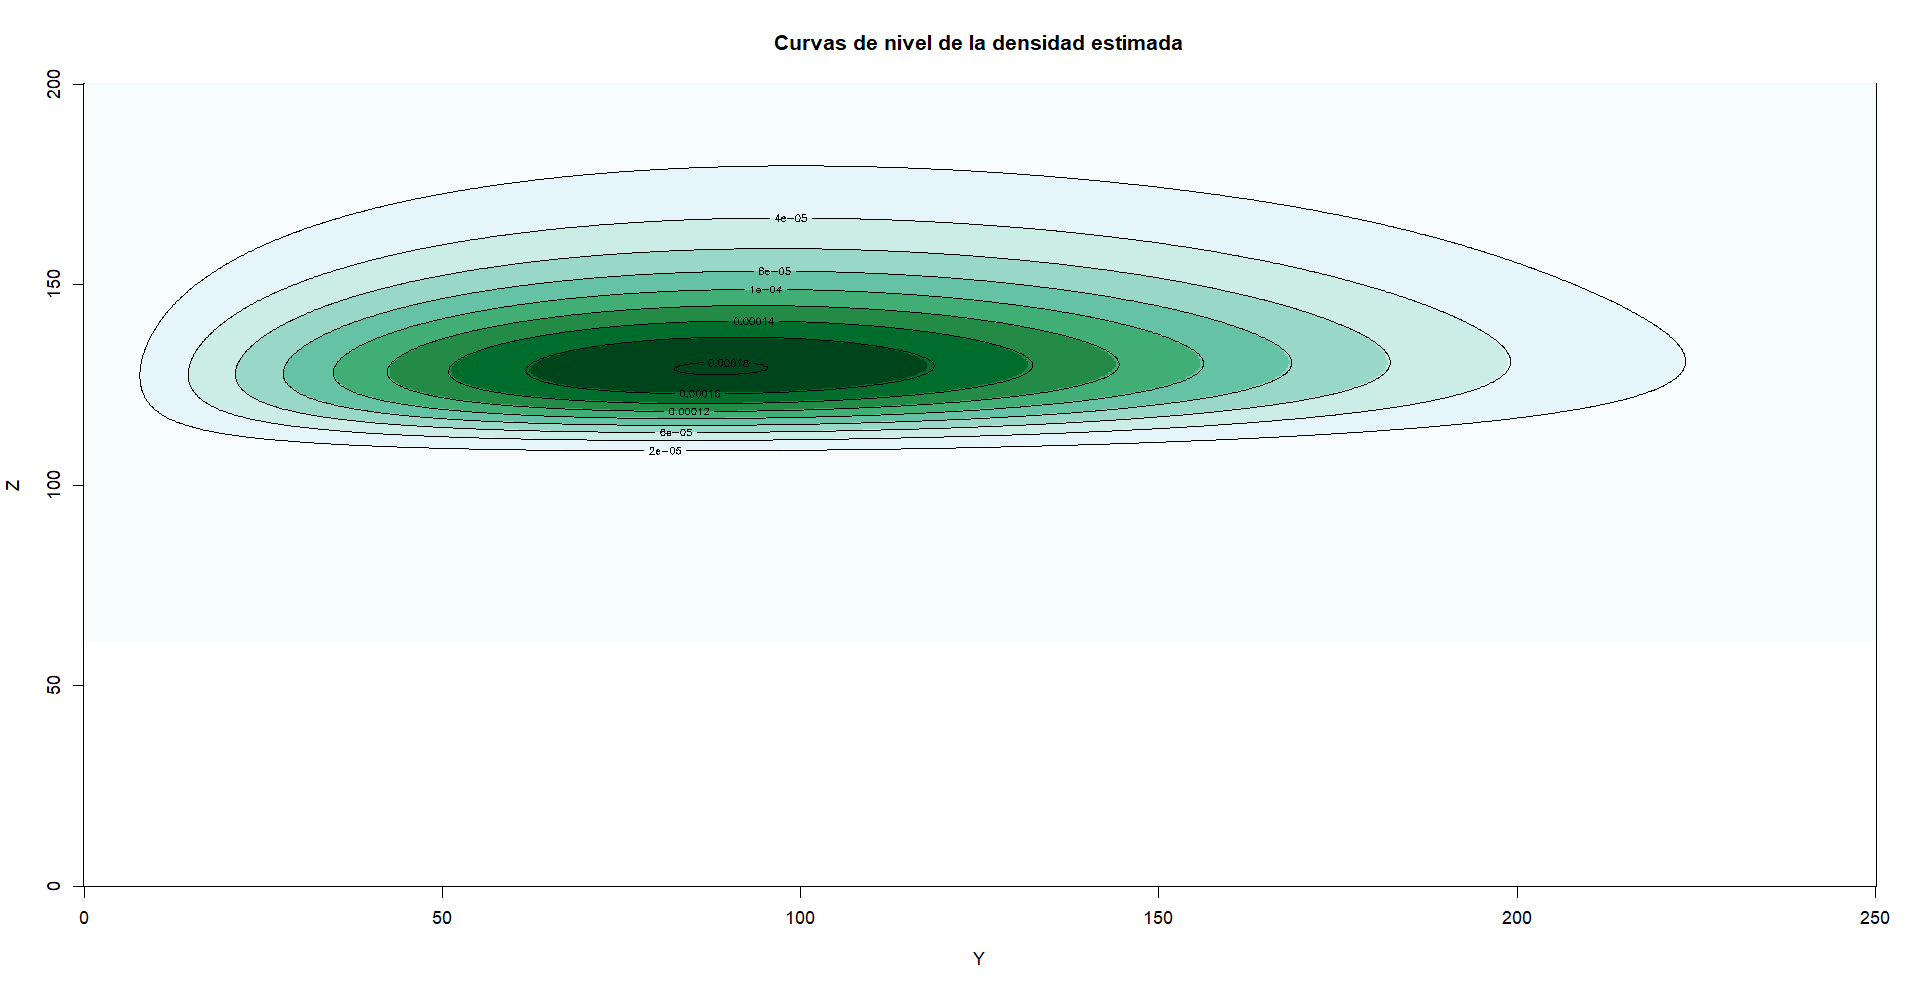 Curvas de nivel de la densidad estimada
200
150
100
50
0
Z
4e-05
8e-05
1e-04
0.00014
0.00018
0.00016
0.00012
6e-05
2e-05
0 50 100 150 200 250
Y